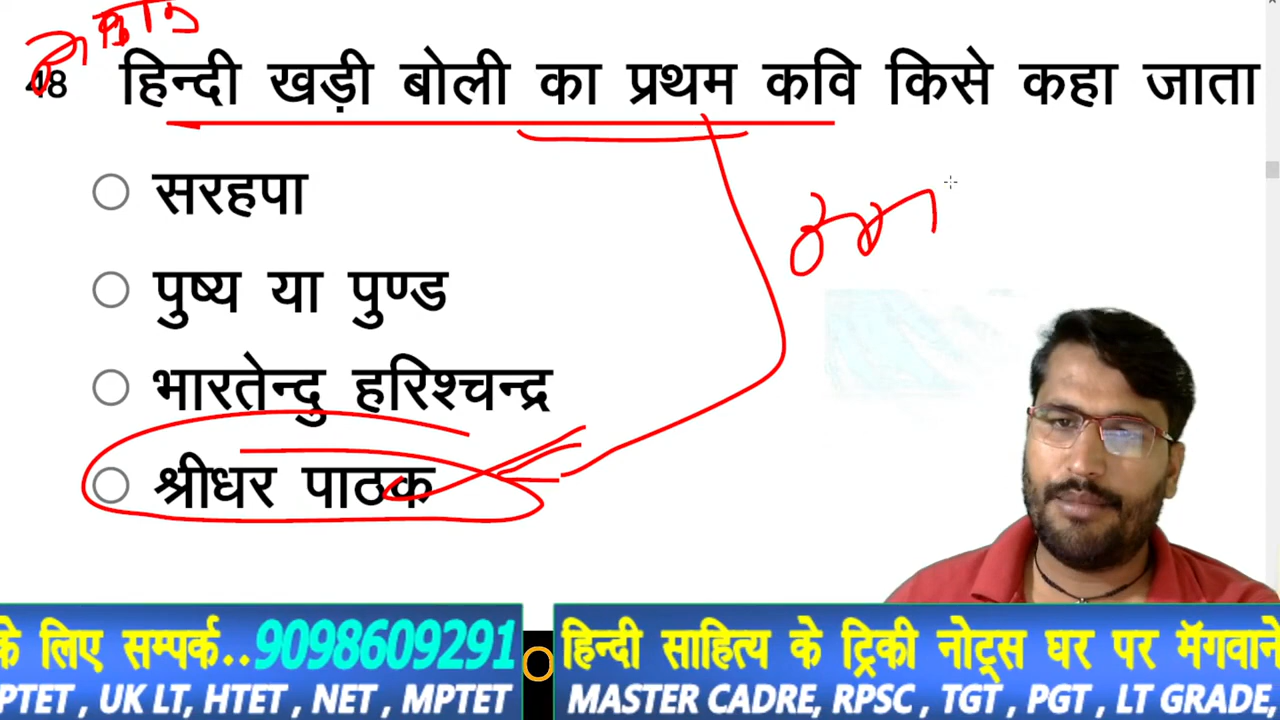 48 हिन्दी खड़ी बोली का प्रथम कवि किसे कहा जाता
सरहपा
पुष्य या पुण्ड
भारतेन्दु हरिश्चन्द्र
श्रीधर पाठक
के लिए सम्पर्क..9098609291
हिन्दी साहित्य के ट्रिकी नोट्स घर पर मॅगवाने
PTET , UK LT, HTET , NET , MPTET
MASTER CADRE, RPSC , TGT , PGT , LT GRADE,